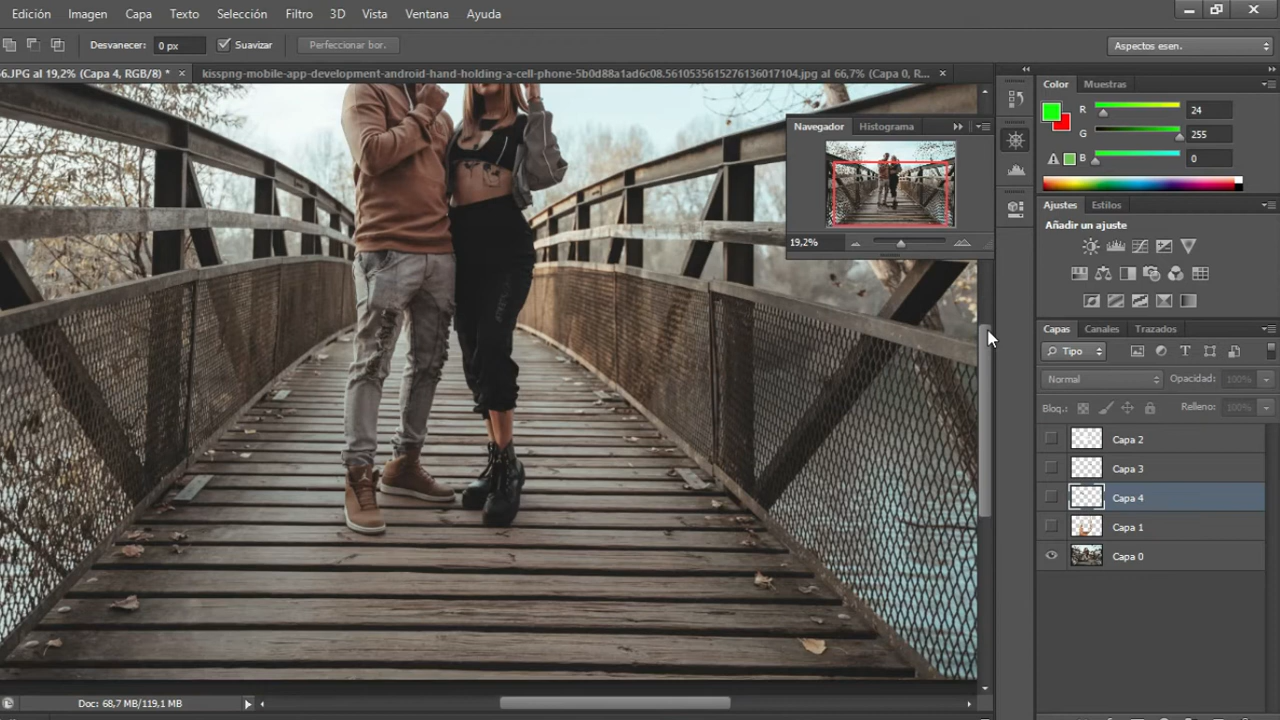 Edición Imagen Capa Texto Selección Filtro 3D Vista Ventana Ayuda
Desvanecer: 0 px Suavizar Perfeccionar bor. Aspectos esen.
6.JPG al 19,2% (Capa 4, RGB/8) * × kisspng-mobile-app-development-android-hand-holding-a-cell-phone-5b0d88a1ad6c08.5610535615276136017104.jpg al 66,7% (Capa 0, R... ×
Navegador Histograma
19,2%
Color Muestras
R 24
G 255
B 0
Ajustes Estilos
Añadir un ajuste
Capas Canales Trazados
Tipo
Normal Opacidad: 100%
Bloq.: Relleno: 100%
Capa 2
Capa 3
Capa 4
Capa 1
Capa 0
Doc: 68,7 MB/119,1 MB